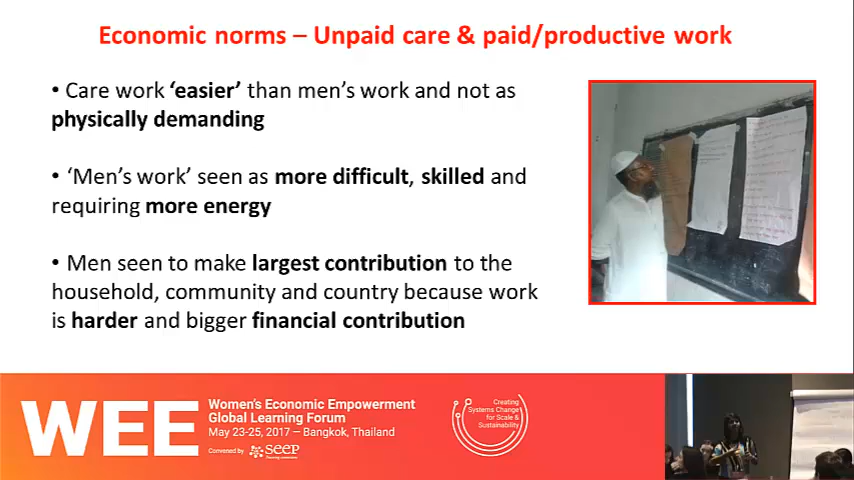 Economic norms – Unpaid care & paid/productive work
• Care work ‘easier’ than men’s work and not as
physically demanding
• ‘Men’s work’ seen as more difficult, skilled and
requiring more energy
• Men seen to make largest contribution to the
household, community and country because work
is harder and bigger financial contribution
WEE
Women's Economic Empowerment
Global Learning Forum
May 23-25, 2017 — Bangkok, Thailand
Convened by SEEP
Creating
Systems Change
for Scale &
Sustainability